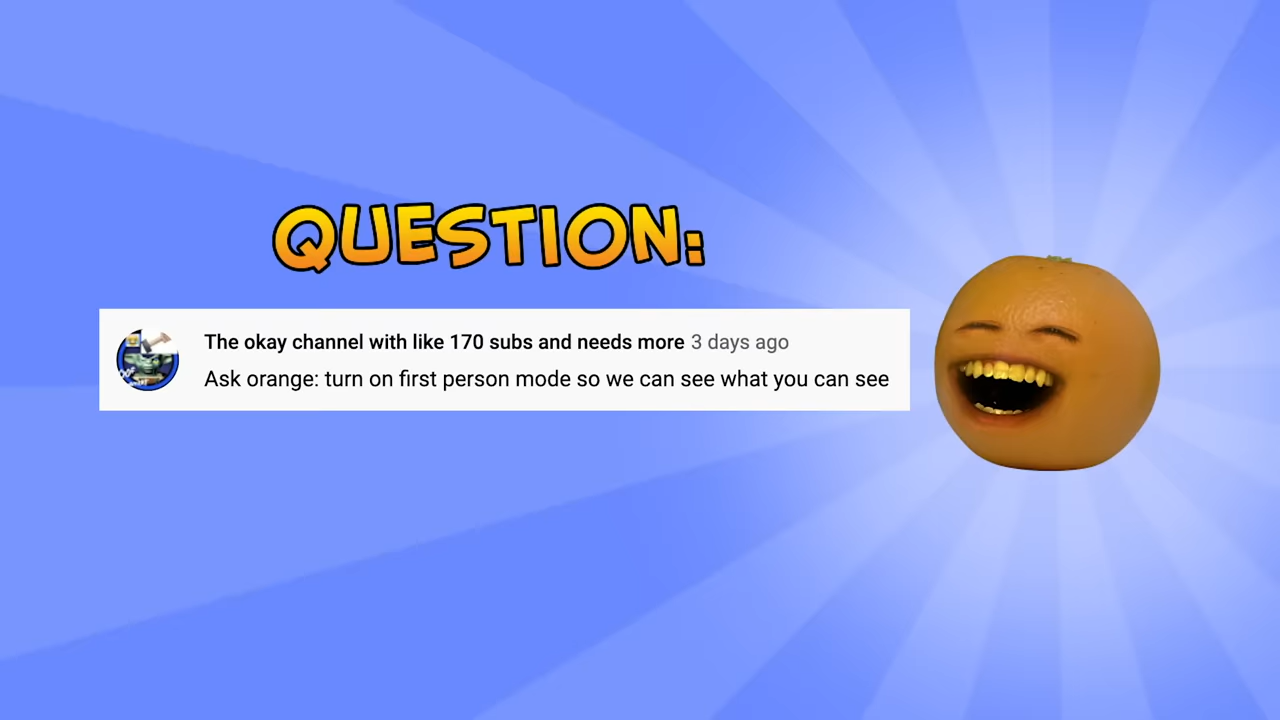 QUESTION:
The okay channel with like 170 subs and needs more 3 days ago
Ask orange: turn on first person mode so we can see what you can see